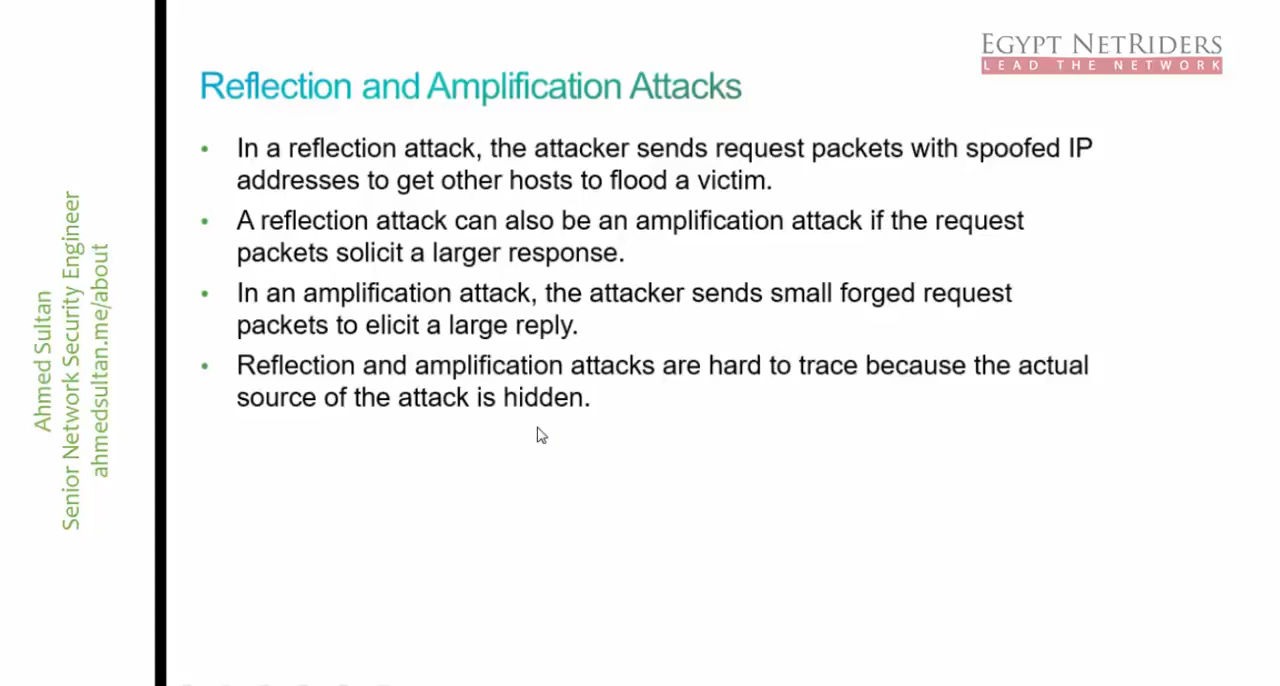 EGYPT NETRIDERS
LEAD THE NETWORK
Reflection and Amplification Attacks
• In a reflection attack, the attacker sends request packets with spoofed IP
addresses to get other hosts to flood a victim.
• A reflection attack can also be an amplification attack if the request
packets solicit a larger response.
• In an amplification attack, the attacker sends small forged request
packets to elicit a large reply.
• Reflection and amplification attacks are hard to trace because the actual
source of the attack is hidden.
Ahmed Sultan
Senior Network Security Engineer
ahmedsultan.me/about